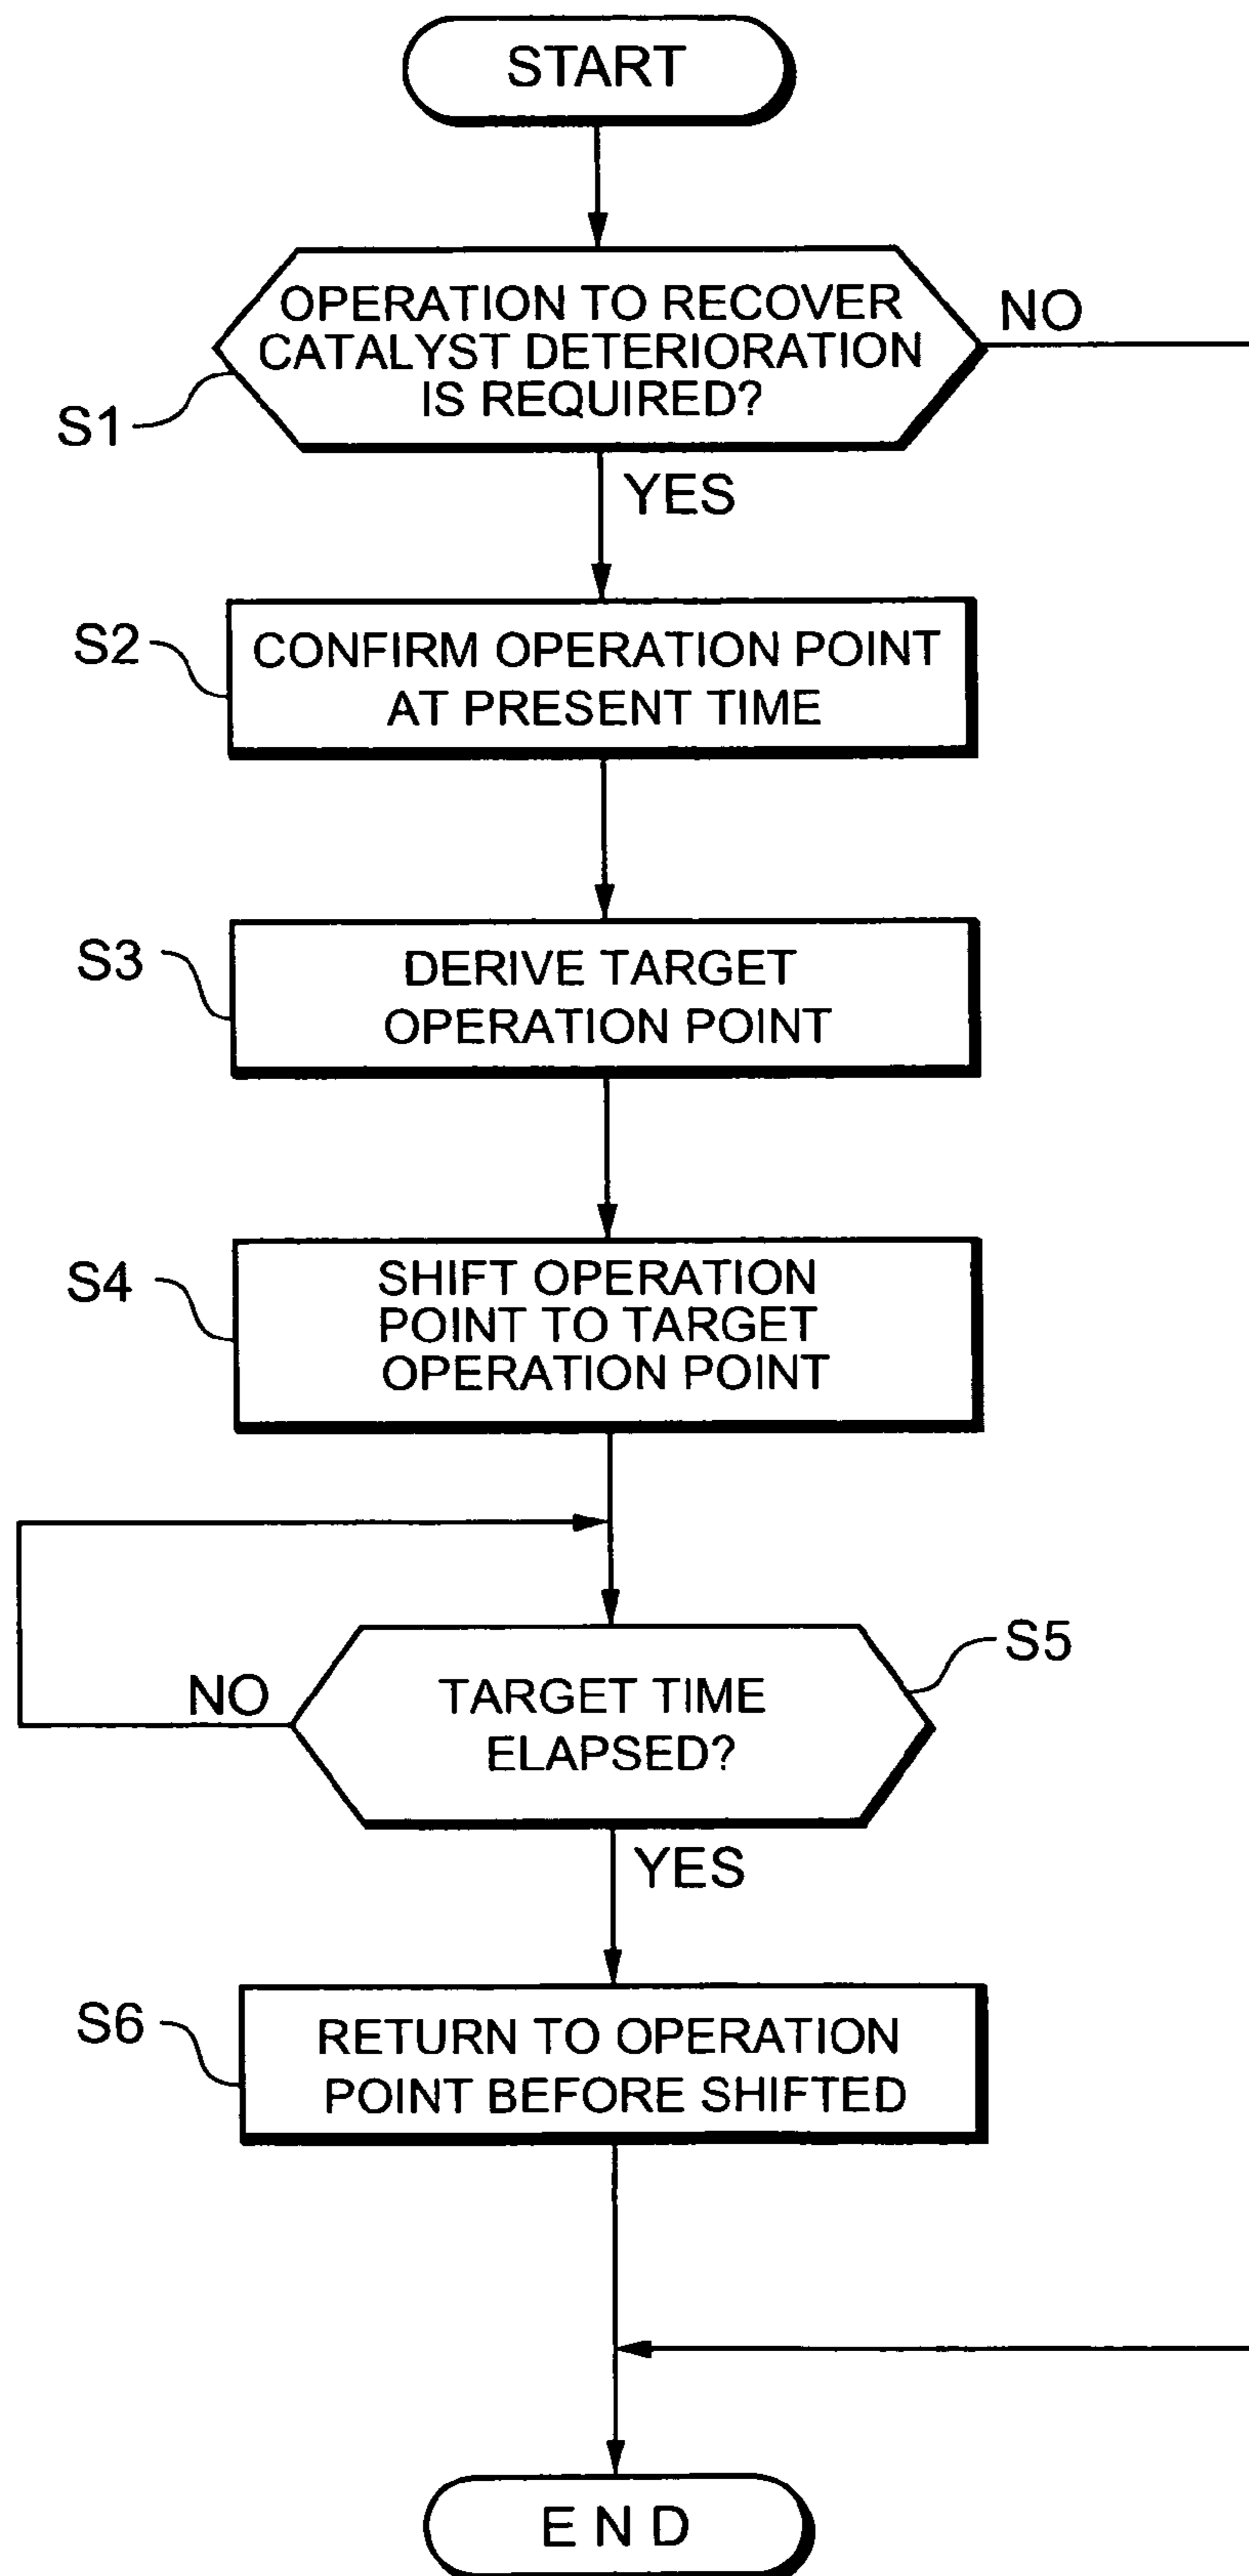 START
OPERATION TO RECOVER
CATALYST DETERIORATION
IS REQUIRED?
NO
S1
YES
S2
CONFIRM OPERATION POINT
AT PRESENT TIME
S3
DERIVE TARGET
OPERATION POINT
S4
SHIFT OPERATION
POINT TO TARGET
OPERATION POINT
S5
NO
TARGET TIME
ELAPSED?
YES
S6
RETURN TO OPERATION
POINT BEFORE SHIFTED
END